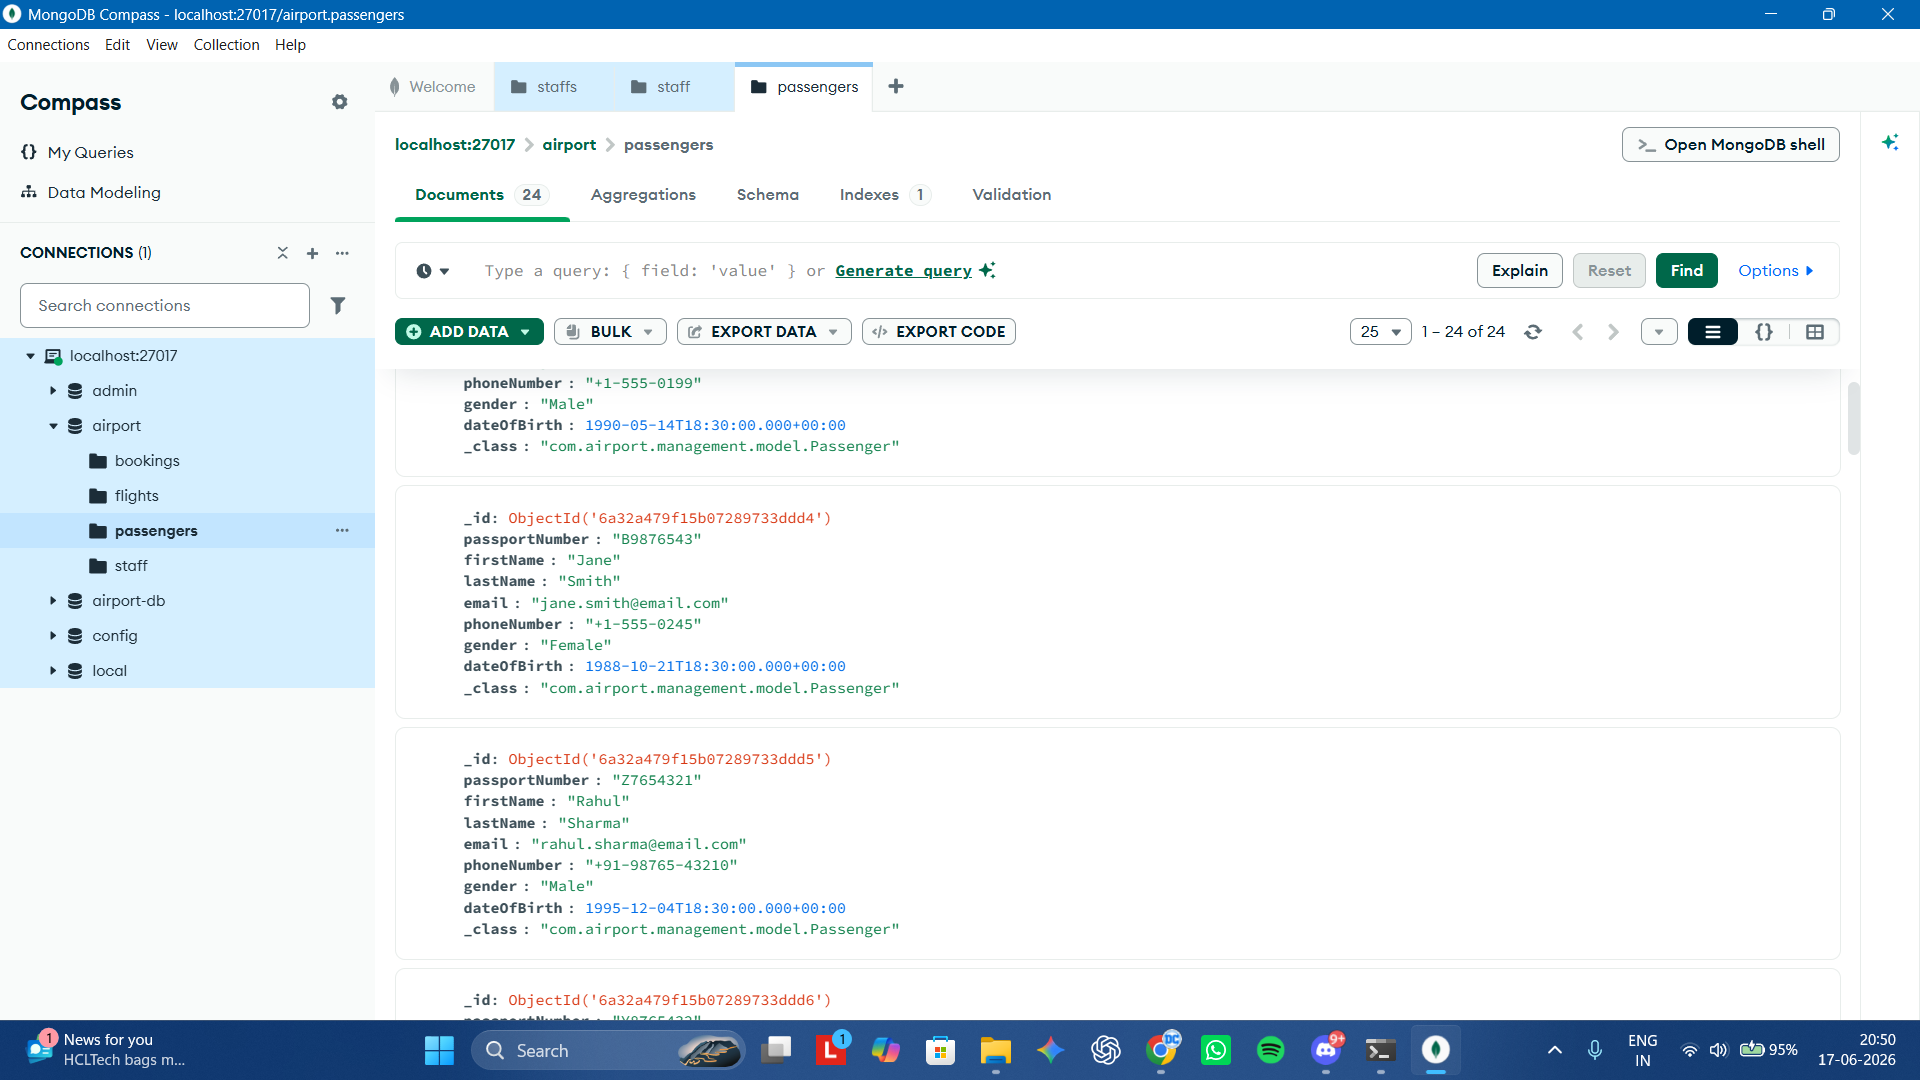 MongoDB Compass - localhost:27017/airport.passengers
Connections Edit View Collection Help
Compass
My Queries
Data Modeling
CONNECTIONS (1)
Search connections
localhost:27017
admin
airport
bookings
flights
passengers
staff
airport-db
config
local
Welcome staffs staff passengers
localhost:27017 > airport > passengers
>_ Open MongoDB shell
Documents 24 Aggregations Schema Indexes 1 Validation
Type a query: { field: 'value' } or Generate query
Explain Reset Find Options
ADD DATA BULK EXPORT DATA </> EXPORT CODE
25 1 – 24 of 24 {}
phoneNumber : "+1-555-0199"
gender : "Male"
dateOfBirth : 1990-05-14T18:30:00.000+00:00
_class : "com.airport.management.model.Passenger"
_id: ObjectId('6a32a479f15b07289733ddd4')
passportNumber : "B9876543"
firstName : "Jane"
lastName : "Smith"
email : "jane.smith@email.com"
phoneNumber : "+1-555-0245"
gender : "Female"
dateOfBirth : 1988-10-21T18:30:00.000+00:00
_class : "com.airport.management.model.Passenger"
_id: ObjectId('6a32a479f15b07289733ddd5')
passportNumber : "Z7654321"
firstName : "Rahul"
lastName : "Sharma"
email : "rahul.sharma@email.com"
phoneNumber : "+91-98765-43210"
gender : "Male"
dateOfBirth : 1995-12-04T18:30:00.000+00:00
_class : "com.airport.management.model.Passenger"
_id: ObjectId('6a32a479f15b07289733ddd6')
1 News for you
HCLTech bags m...
Search
L 1
DC
9+
ENG
IN
95%
20:50
17-06-2026